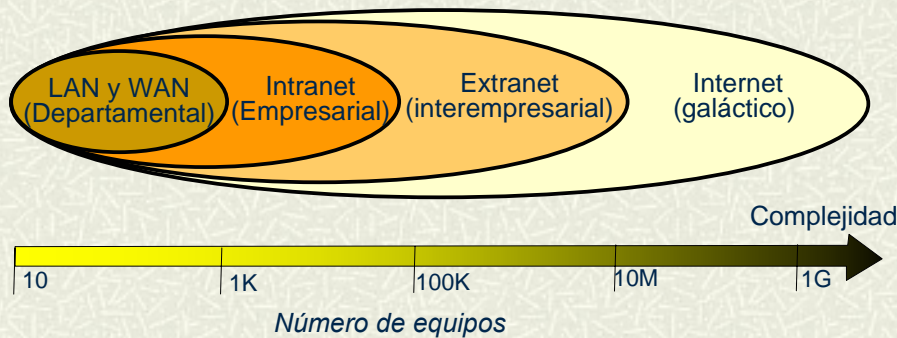 LAN y WAN
(Departamental)
Intranet
(Empresarial)
Extranet
(interempresarial)
Internet
(galáctico)
Complejidad
10
1K
100K
10M
1G
Número de equipos